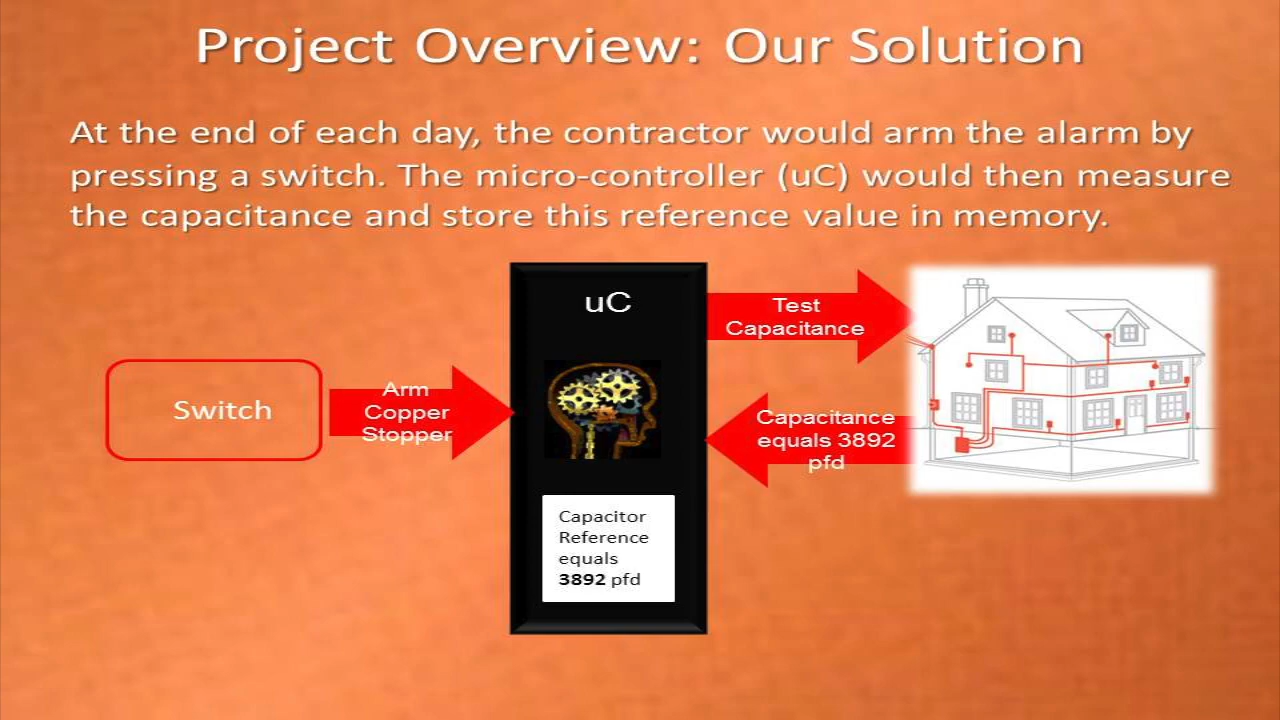 Project Overview: Our Solution
At the end of each day, the contractor would arm the alarm by
pressing a switch. The micro-controller (uC) would then measure
the capacitance and store this reference value in memory.
Switch
Arm
Copper
Stopper
uC
Capacitor
Reference
equals
3892 pfd
Test
Capacitance
Capacitance
equals 3892
pfd